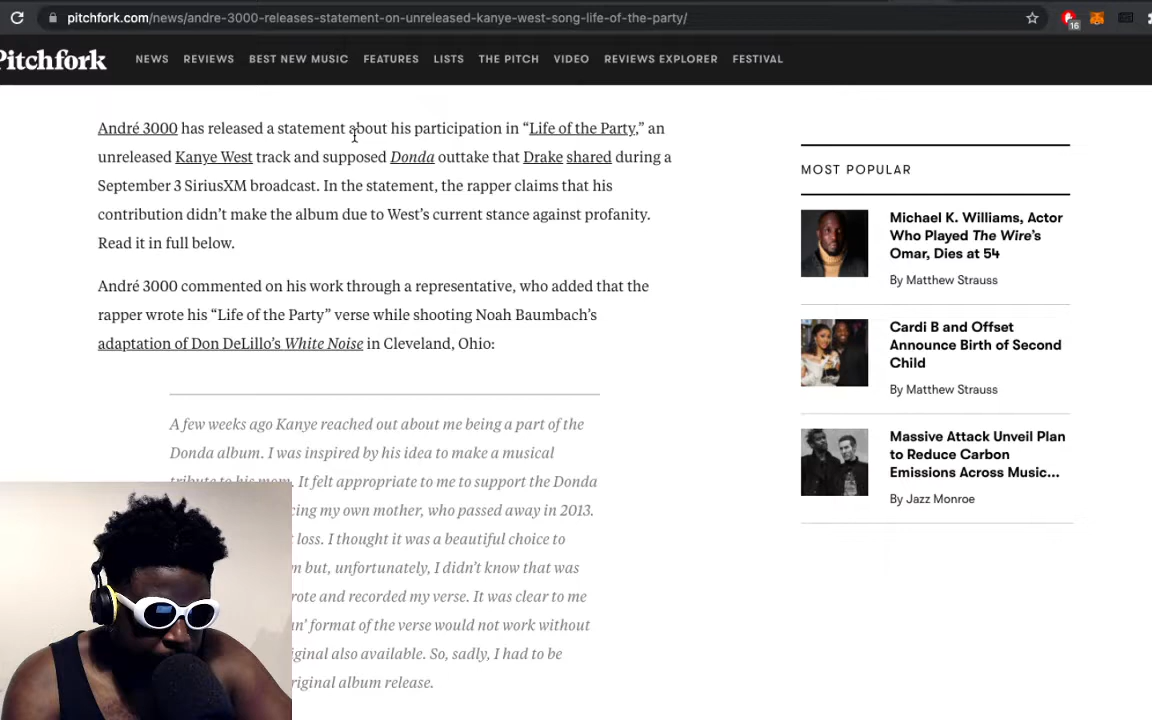 pitchfork.com/news/andre-3000-releases-statement-on-unreleased-kanye-west-song-life-of-the-party/
16
Pitchfork NEWS REVIEWS BEST NEW MUSIC FEATURES LISTS THE PITCH VIDEO REVIEWS EXPLORER FESTIVAL
André 3000 has released a statement about his participation in “Life of the Party,” an
unreleased Kanye West track and supposed Donda outtake that Drake shared during a
September 3 SiriusXM broadcast. In the statement, the rapper claims that his
contribution didn’t make the album due to West’s current stance against profanity.
Read it in full below.
André 3000 commented on his work through a representative, who added that the
rapper wrote his “Life of the Party” verse while shooting Noah Baumbach’s
adaptation of Don DeLillo’s White Noise in Cleveland, Ohio:
A few weeks ago Kanye reached out about me being a part of the
Donda album. I was inspired by his idea to make a musical
tribute to his mom. It felt appropriate to me to support the Donda
my own mother, who passed away in 2013.
loss. I thought it was a beautiful choice to
but, unfortunately, I didn’t know that was
and recorded my verse. It was clear to me
format of the verse would not work without
also available. So, sadly, I had to be
album release.
MOST POPULAR
Michael K. Williams, Actor
Who Played The Wire’s
Omar, Dies at 54
By Matthew Strauss
Cardi B and Offset
Announce Birth of Second
Child
By Matthew Strauss
Massive Attack Unveil Plan
to Reduce Carbon
Emissions Across Music...
By Jazz Monroe